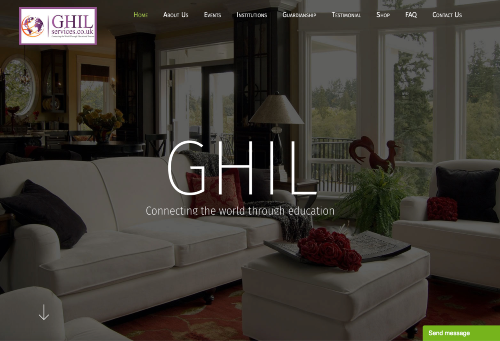 GHIL
services.co.uk
Home About Us Events Institutions Guardianship Testimonial Shop FAQ Contact Us
GHIL
Connecting the world through education
Send message